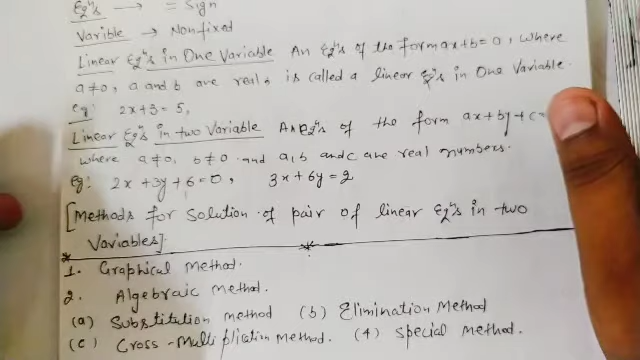 Eqⁿs → = Sign
Varible → Nonfixed
Linear Eqⁿs in One Variable An Eqⁿs of the form ax+b=0, where
a≠0, a and b are real, is called a linear Eqⁿs in One Variable.
eg: 2x+3=5,
Linear Eqⁿs in two Variable An Eqⁿs of the form ax+by+c=
where a≠0, b≠0 and a,b and c are real numbers.
Eg: 2x+3y+6=0, 3x+6y=2
[Methods for Solution of pair of linear Eqⁿs in two
Variables].
1. Graphical Method.
2. Algebraic Method.
(a) Substitution method (b) Elimination Method
(c) Cross-Multiplication Method. (4) Special Method.